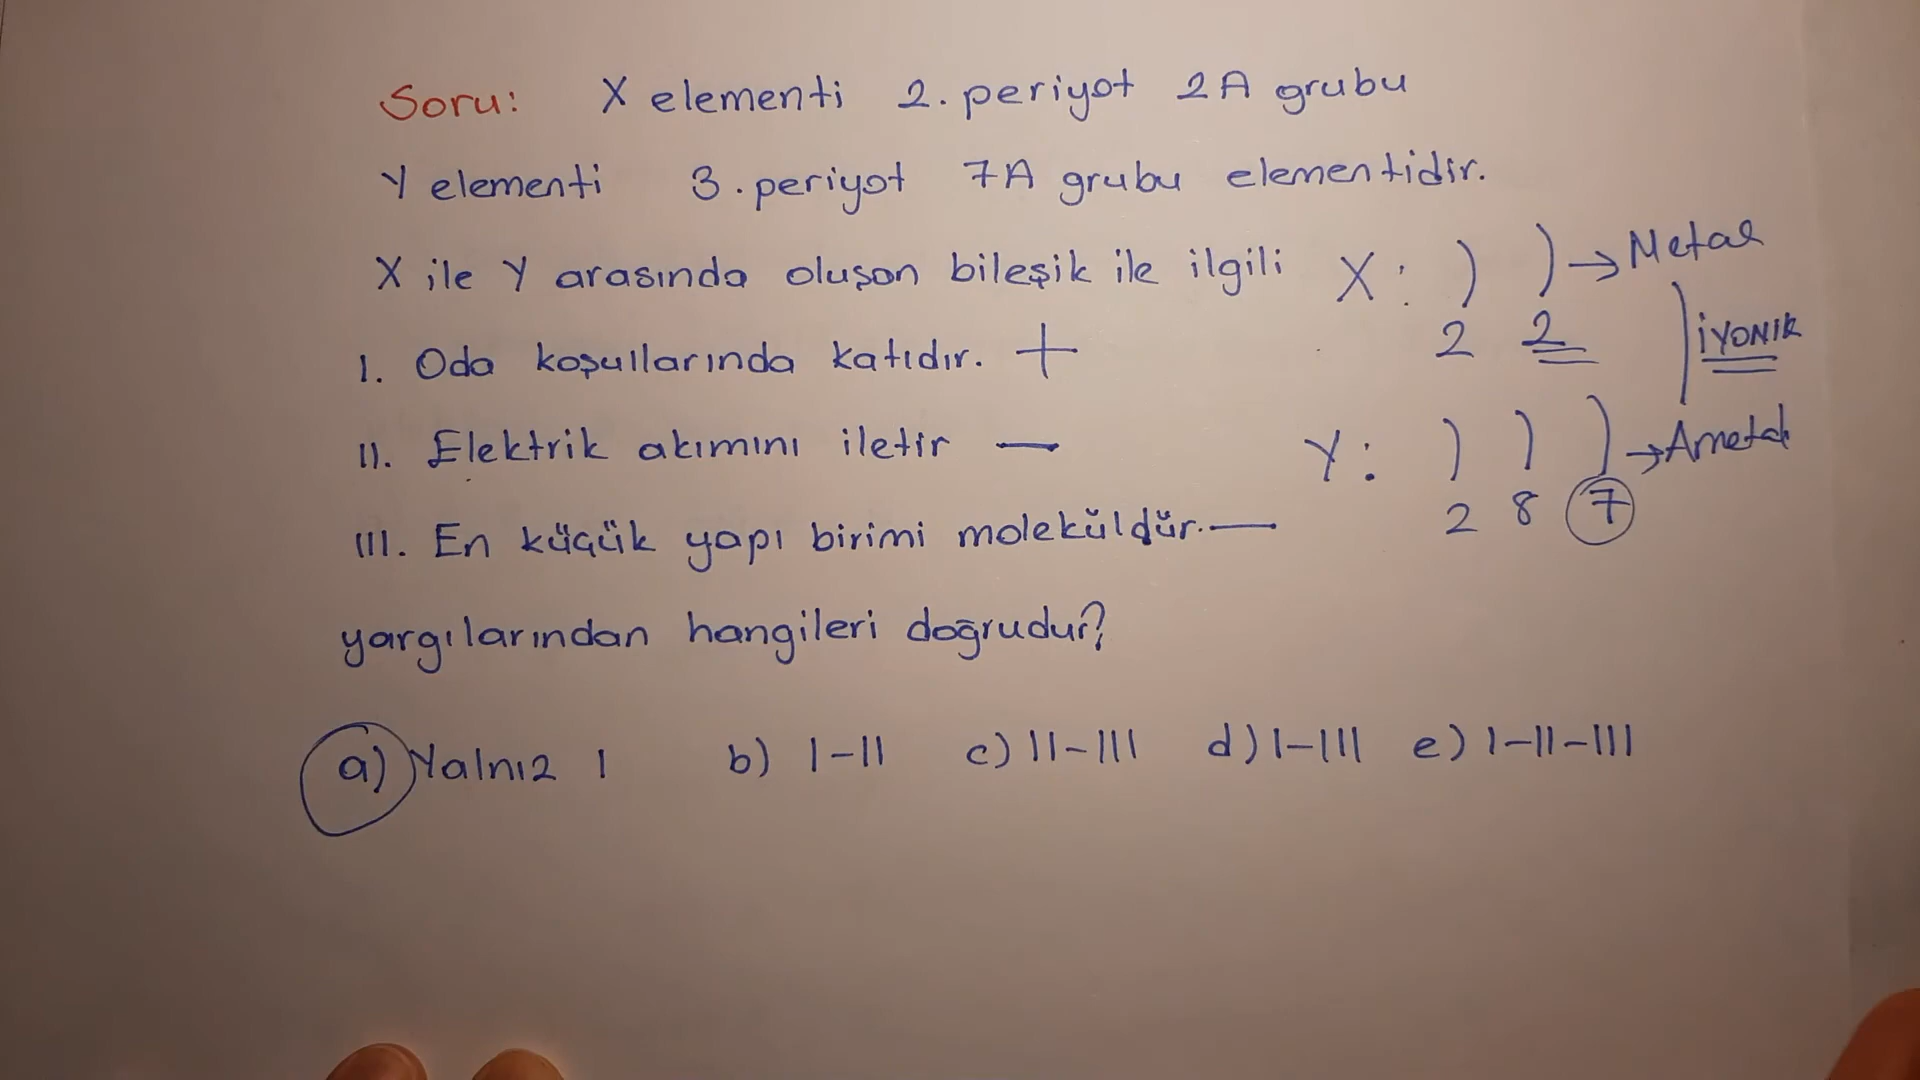 Soru: X elementi 2. periyot 2A grubu
Y elementi 3. periyot 7A grubu elementidir.
X ile Y arasında oluşan bileşik ile ilgili
I. Oda koşullarında katıdır. +
II. Elektrik akımını iletir —
III. En küçük yapı birimi moleküldür. —
yargılarından hangileri doğrudur?
a) Yalnız I b) I-II c) II-III d) I-III e) I-II-III
X: ) ) → Metal
2 2
İYONİK
Y: ) ) ) → Ametal
2 8 7